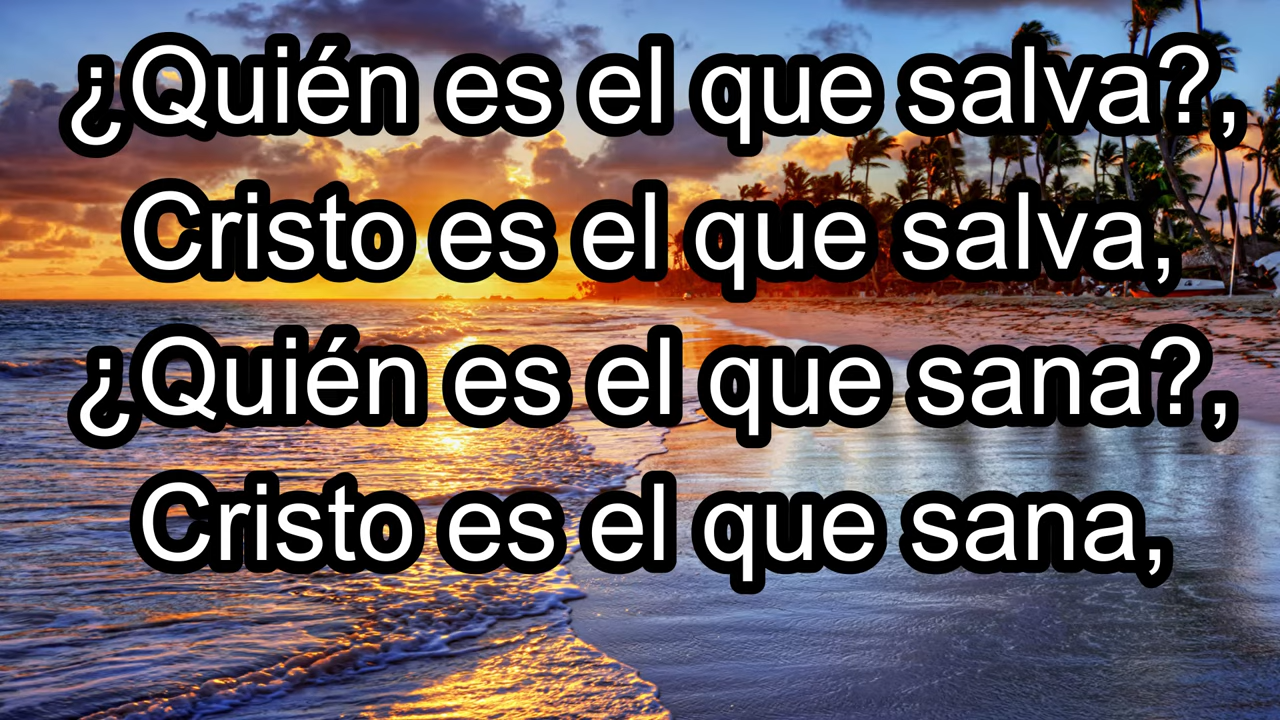 ¿Quién es el que salva?,
Cristo es el que salva,
¿Quién es el que sana?,
Cristo es el que sana,